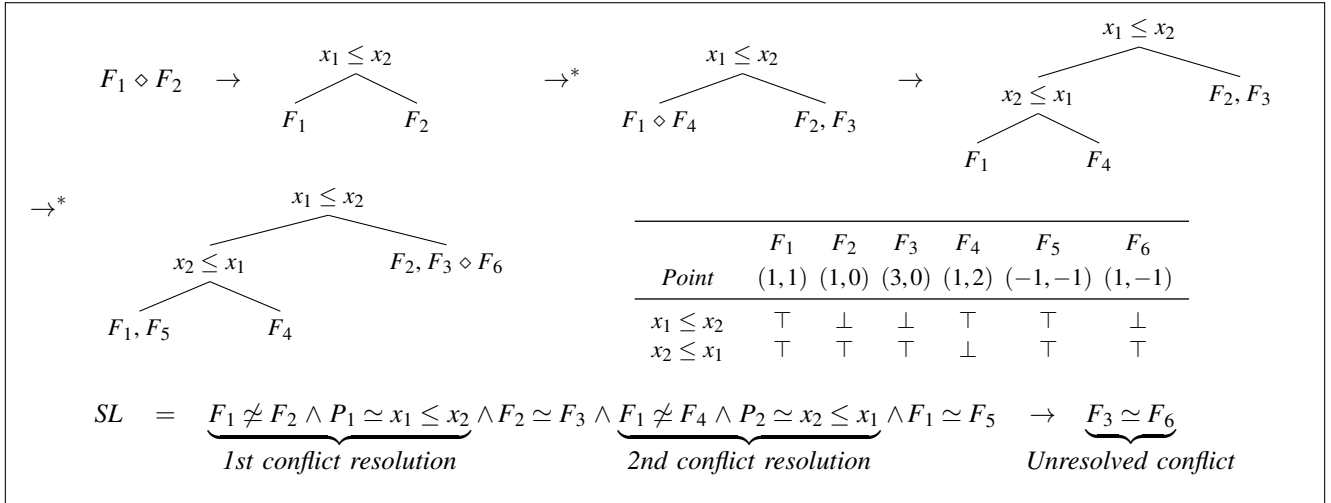 x₁ ≤ x₂ x₁ ≤ x₂ x₁ ≤ x₂
F₁ ⋄ F₂ → →* →
x₂ ≤ x₁ F₂, F₃
F₁ F₂ F₁ ⋄ F₄ F₂, F₃
F₁ F₄
→* x₁ ≤ x₂
x₂ ≤ x₁ F₂, F₃ ⋄ F₆
F₁, F₅ F₄
F₁ F₂ F₃ F₄ F₅ F₆
Point (1,1) (1,0) (3,0) (1,2) (−1,−1) (1,−1)
x₁ ≤ x₂ ⊤ ⊥ ⊥ ⊤ ⊤ ⊥
x₂ ≤ x₁ ⊤ ⊤ ⊤ ⊥ ⊤ ⊤
SL = F₁ ≄ F₂ ∧ P₁ ≃ x₁ ≤ x₂ ∧ F₂ ≃ F₃ ∧ F₁ ≄ F₄ ∧ P₂ ≃ x₂ ≤ x₁ ∧ F₁ ≃ F₅ → F₃ ≃ F₆
1st conflict resolution 2nd conflict resolution Unresolved conflict